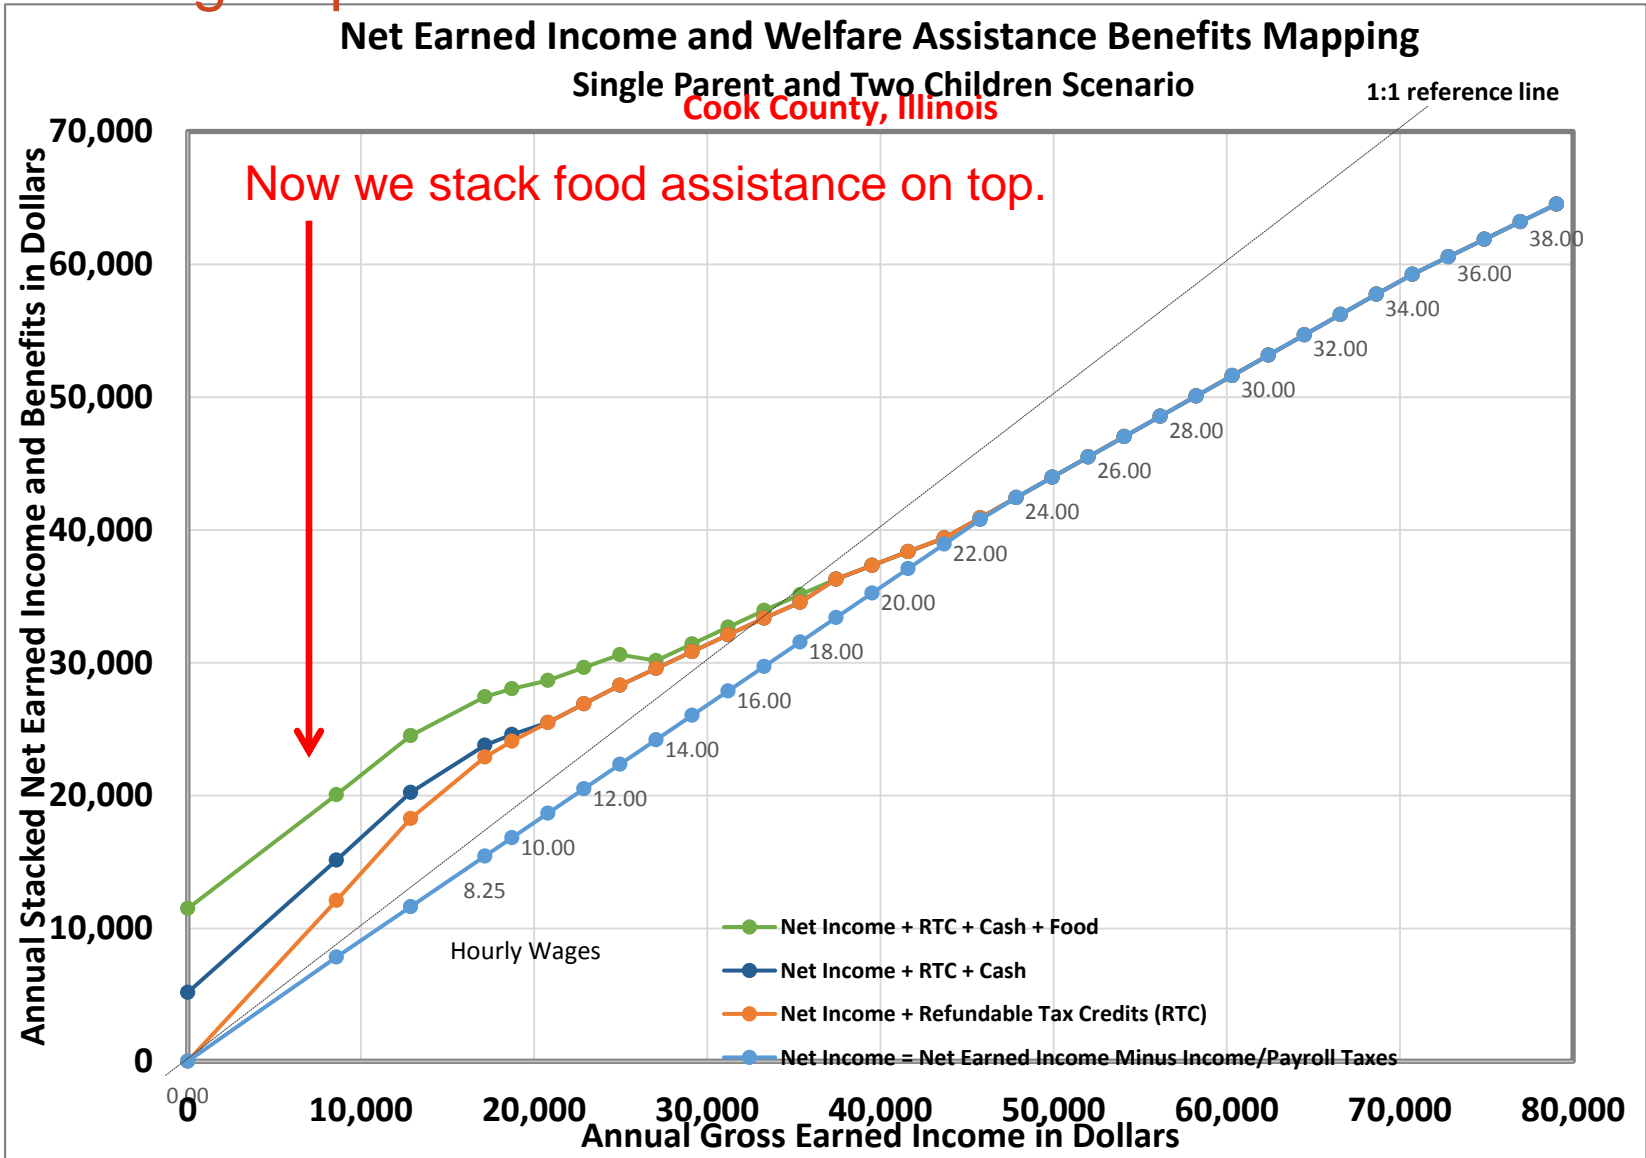 Net Earned Income and Welfare Assistance Benefits Mapping
Single Parent and Two Children Scenario
Cook County, Illinois
1:1 reference line
Now we stack food assistance on top.
Annual Stacked Net Earned Income and Benefits in Dollars
70,000
60,000
50,000
40,000
30,000
20,000
10,000
0
38.00
36.00
34.00
32.00
30.00
28.00
26.00
24.00
22.00
20.00
18.00
16.00
14.00
12.00
10.00
8.25
0.00
Hourly Wages
Net Income + RTC + Cash + Food
Net Income + RTC + Cash
Net Income + Refundable Tax Credits (RTC)
Net Income = Net Earned Income Minus Income/Payroll Taxes
0 10,000 20,000 30,000 40,000 50,000 60,000 70,000 80,000
Annual Gross Earned Income in Dollars